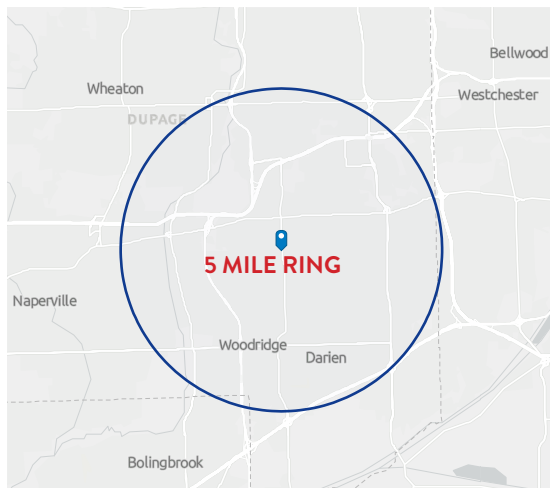 Bellwood
Wheaton
Westchester
DUPAGE
5 MILE RING
Naperville
Woodridge
Darien
Bolingbrook